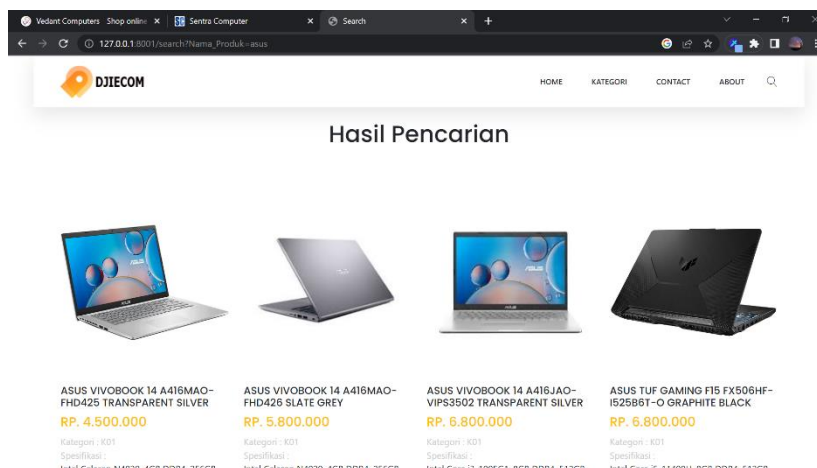 Vedant Computers Shop online
Sentra Computer
Search
127.0.0.1:8001/search?Nama_Produk=asus
DJIECOM
HOME KATEGORI CONTACT ABOUT
Hasil Pencarian
ASUS VIVOBOOK 14 A416MAO-
FHD425 TRANSPARENT SILVER
RP. 4.500.000
Kategori : K01
Spesifikasi :
ASUS VIVOBOOK 14 A416MAO-
FHD426 SLATE GREY
RP. 5.800.000
Kategori : K01
Spesifikasi :
ASUS VIVOBOOK 14 A416JAO-
VIPS3502 TRANSPARENT SILVER
RP. 6.800.000
Kategori : K01
Spesifikasi :
ASUS TUF GAMING F15 FX506HF-
I525B6T-O GRAPHITE BLACK
RP. 6.800.000
Kategori : K01
Spesifikasi :